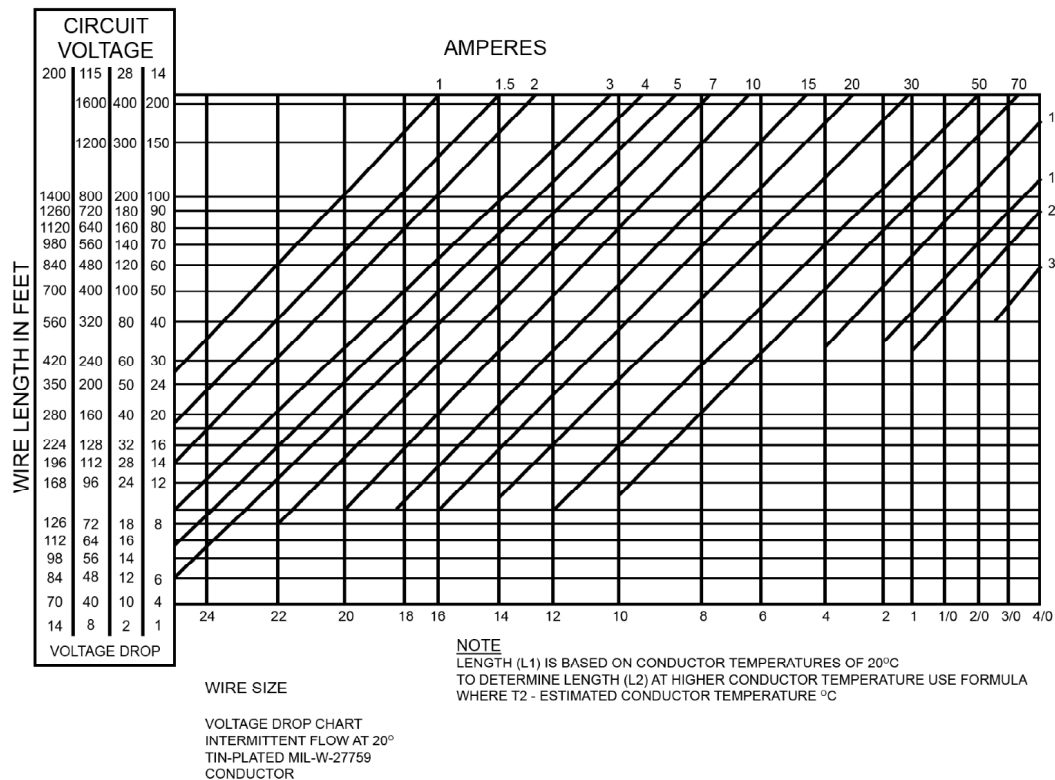 CIRCUIT
VOLTAGE
AMPERES
200 115 28 14
1 1.5 2 3 4 5 7 10 15 20 30 50 70
1600 400 200
1
1200 300 150
1
1400 800 200 100
1260 720 180 90
2
1120 640 160 80
980 560 140 70
840 480 120 60
3
700 400 100 50
560 320 80 40
420 240 60 30
350 200 50 24
280 160 40 20
224 128 32 16
196 112 28 14
168 96 24 12
126 72 18 8
112 64 16
98 56 14
84 48 12 6
70 40 10 4
14 8 2 1
WIRE LENGTH IN FEET
VOLTAGE DROP
24 22 20 18 16 14 12 10 8 6 4 2 1 1/0 2/0 3/0 4/0
NOTE
LENGTH (L1) IS BASED ON CONDUCTOR TEMPERATURES OF 20ºC
TO DETERMINE LENGTH (L2) AT HIGHER CONDUCTOR TEMPERATURE USE FORMULA
WHERE T2 - ESTIMATED CONDUCTOR TEMPERATURE ºC
WIRE SIZE
VOLTAGE DROP CHART
INTERMITTENT FLOW AT 20º
TIN-PLATED MIL-W-27759
CONDUCTOR